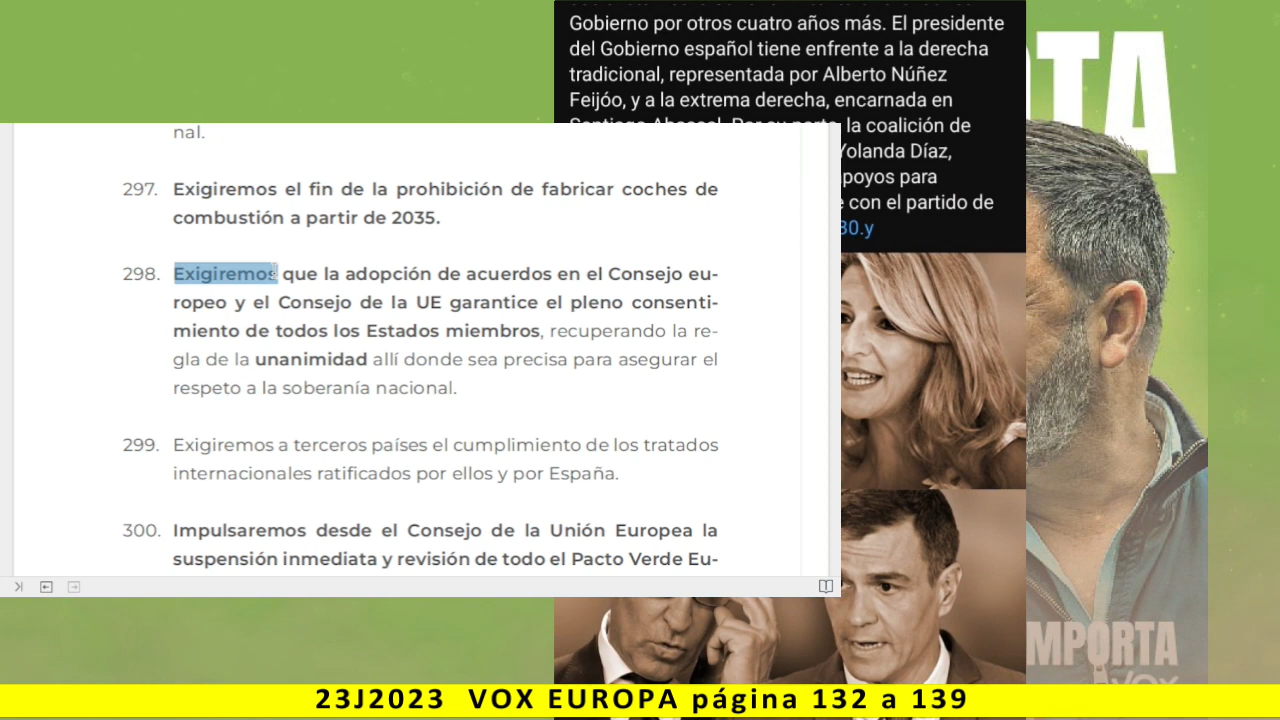 Gobierno por otros cuatro años más. El presidente
del Gobierno español tiene enfrente a la derecha
tradicional, representada por Alberto Núñez
Feijóo, y a la extrema derecha, encarnada en
la coalición de
Yolanda Díaz,
poyos para
e con el partido de
30.y
TA
nal.
297. Exigiremos el fin de la prohibición de fabricar coches de
combustión a partir de 2035.
298. Exigiremos que la adopción de acuerdos en el Consejo eu-
ropeo y el Consejo de la UE garantice el pleno consenti-
miento de todos los Estados miembros, recuperando la re-
gla de la unanimidad allí donde sea precisa para asegurar el
respeto a la soberanía nacional.
299. Exigiremos a terceros países el cumplimiento de los tratados
internacionales ratificados por ellos y por España.
300. Impulsaremos desde el Consejo de la Unión Europea la
suspensión inmediata y revisión de todo el Pacto Verde Eu-
MPORTA
VOX
23J2023 VOX EUROPA página 132 a 139